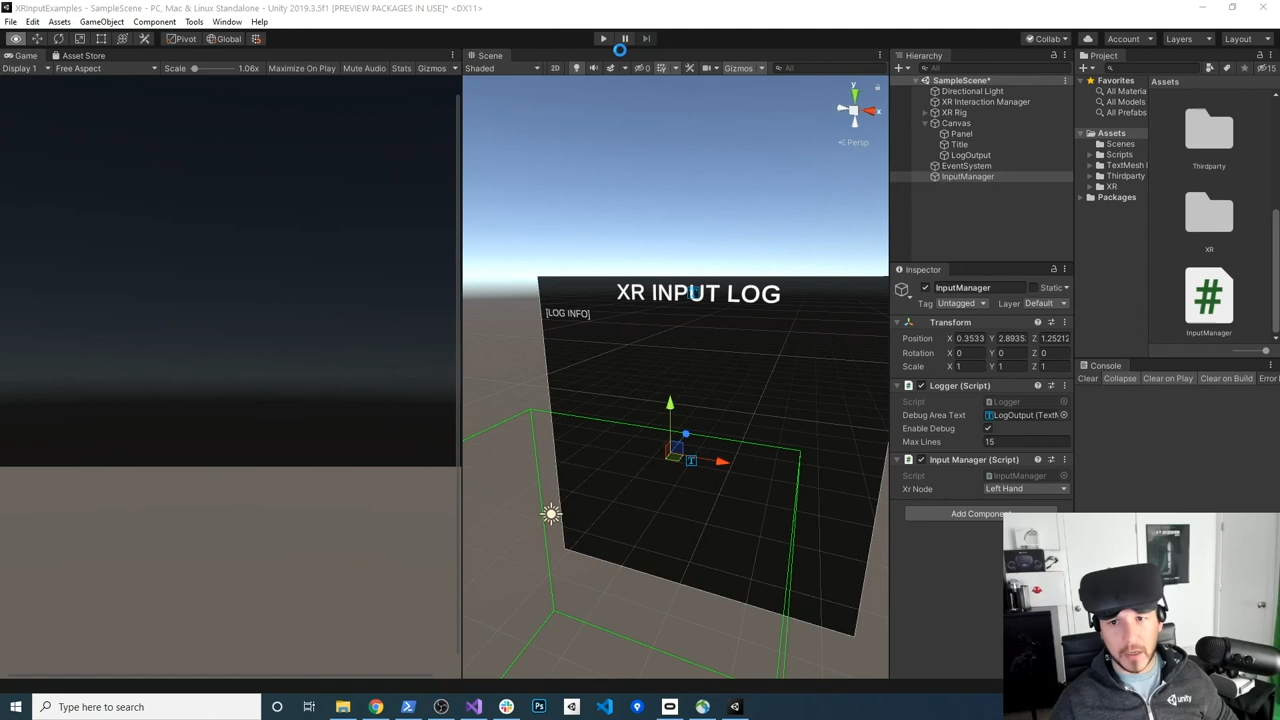 XRInputExamples - SampleScene - PC, Mac & Linux Standalone - Unity 2019.3.5f1 [PREVIEW PACKAGES IN USE]* <DX11>
File Edit Assets GameObject Component Tools Window Help
Pivot Global Collab Account Layers Layout
Game Asset Store Scene Hierarchy Project
Display 1 Free Aspect Scale 1.06x Maximize On Play Mute Audio Stats Gizmos Shaded 2D 0 Gizmos All All 15
SampleScene*
Directional Light
XR Interaction Manager
XR Rig
Canvas
Panel
Title
LogOutput
EventSystem
InputManager
Favorites
All Materia
All Models
All Prefabs
Assets
Scenes
Scripts
TextMesh
Thirdparty
XR
Packages
Assets
Thirdparty
XR
InputManager
y
x
Persp
XR INPUT LOG
[LOG INFO]
Inspector
InputManager Static
Tag Untagged Layer Default
Transform
Position X 0.3533 Y 2.8935 Z 1.25212
Rotation X 0 Y 0 Z 0
Scale X 1 Y 1 Z 1
Logger (Script)
Script Logger
Debug Area Text LogOutput (TextM
Enable Debug
Max Lines 15
Input Manager (Script)
Script InputManager
Xr Node Left Hand
Add Component
Console
Clear Collapse Clear on Play Clear on Build Error
unity
Type here to search